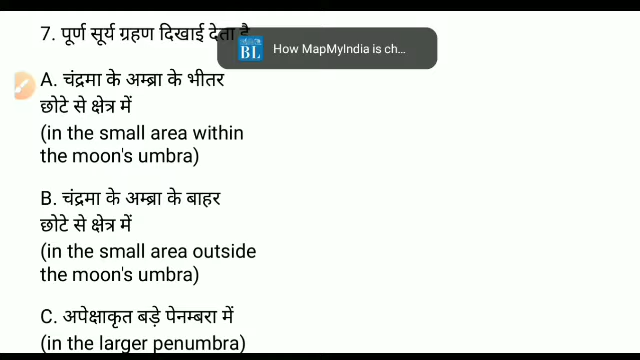 7. पूर्ण सूर्य ग्रहण दिखाई देता है
BL How MapMyIndia is ch...
A. चंद्रमा के अम्ब्रा के भीतर
छोटे से क्षेत्र में
(in the small area within
the moon's umbra)
B. चंद्रमा के अम्ब्रा के बाहर
छोटे से क्षेत्र में
(in the small area outside
the moon's umbra)
C. अपेक्षाकृत बड़े पेनम्बरा में
(in the larger penumbra)